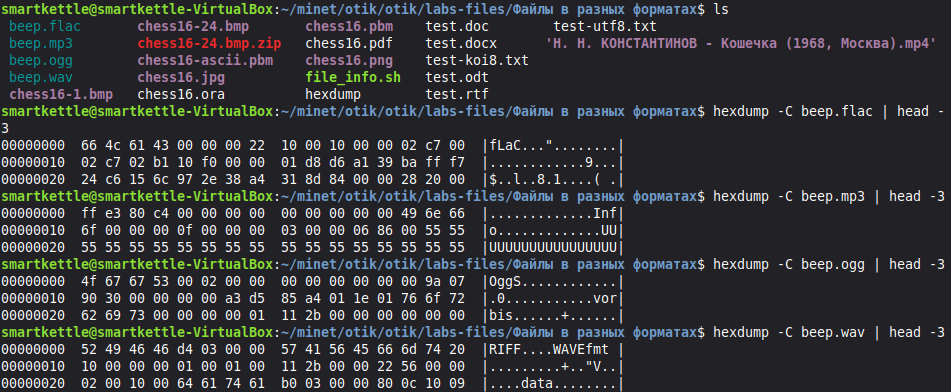 smartkettle@smartkettle-VirtualBox:~/minet/otik/labs-files/Файлы в разных форматах$ ls
beep.flac chess16-24.bmp chess16.pbm test.doc test-utf8.txt
beep.mp3 chess16-24.bmp.zip chess16.pdf test.docx 'Н. Н. КОНСТАНТИНОВ - Кошечка (1968, Москва).mp4'
beep.ogg chess16-ascii.pbm chess16.png test-koi8.txt
beep.wav chess16.jpg file_info.sh test.odt
chess16-1.bmp chess16.ora hexdump test.rtf
smartkettle@smartkettle-VirtualBox:~/minet/otik/labs-files/Файлы в разных форматах$ hexdump -C beep.flac | head -
3
00000000 66 4c 61 43 00 00 00 22 10 00 10 00 00 02 c7 00 |fLaC..."........|
00000010 02 c7 02 b1 10 f0 00 00 01 d8 d6 a1 39 ba ff f7 |............9...|
00000020 24 c6 15 6c 97 2e 38 a4 31 8d 84 00 00 28 20 00 |$..l..8.1....( .|
smartkettle@smartkettle-VirtualBox:~/minet/otik/labs-files/Файлы в разных форматах$ hexdump -C beep.mp3 | head -3
00000000 ff e3 80 c4 00 00 00 00 00 00 00 00 00 49 6e 66 |.............Inf|
00000010 6f 00 00 00 0f 00 00 00 03 00 00 06 86 00 55 55 |o.............UU|
00000020 55 55 55 55 55 55 55 55 55 55 55 55 55 55 55 55 |UUUUUUUUUUUUUUUU|
smartkettle@smartkettle-VirtualBox:~/minet/otik/labs-files/Файлы в разных форматах$ hexdump -C beep.ogg | head -3
00000000 4f 67 67 53 00 02 00 00 00 00 00 00 00 00 9a 07 |OggS............|
00000010 90 30 00 00 00 00 a3 d5 85 a4 01 1e 01 76 6f 72 |.0...........vor|
00000020 62 69 73 00 00 00 00 01 11 2b 00 00 00 00 00 00 |bis......+......|
smartkettle@smartkettle-VirtualBox:~/minet/otik/labs-files/Файлы в разных форматах$ hexdump -C beep.wav | head -3
00000000 52 49 46 46 d4 03 00 00 57 41 56 45 66 6d 74 20 |RIFF....WAVEfmt |
00000010 10 00 00 00 01 00 01 00 11 2b 00 00 22 56 00 00 |.........+.."V..|
00000020 02 00 10 00 64 61 74 61 b0 03 00 00 80 0c 10 09 |....data........|